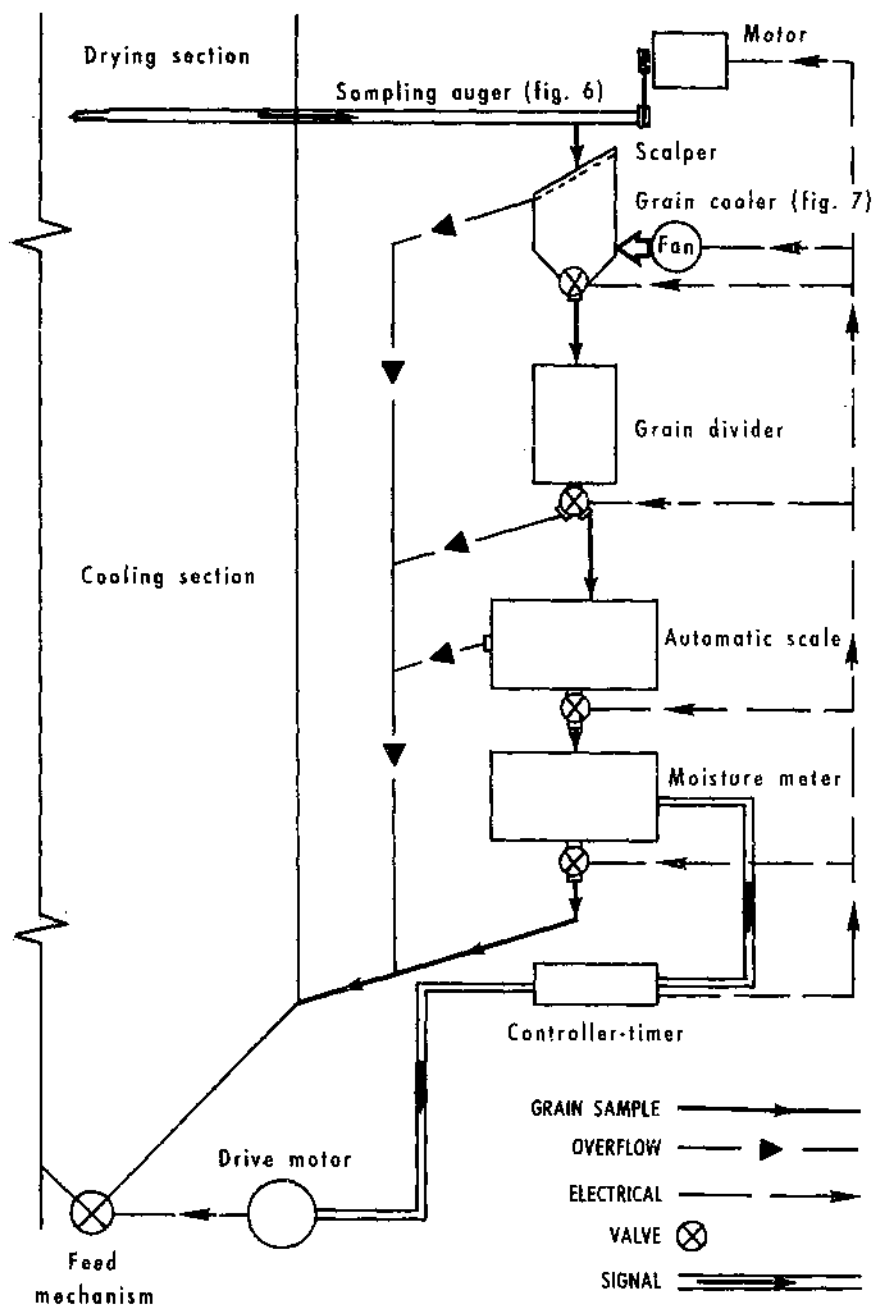 Motor
Drying section
Sampling auger (fig. 6)
Scalper
Grain cooler (fig. 7)
Fan
Grain divider
Cooling section
Automatic scale
Moisture meter
Controller-timer
GRAIN SAMPLE
OVERFLOW
Drive motor
ELECTRICAL
VALVE
Feed
mechanism
SIGNAL